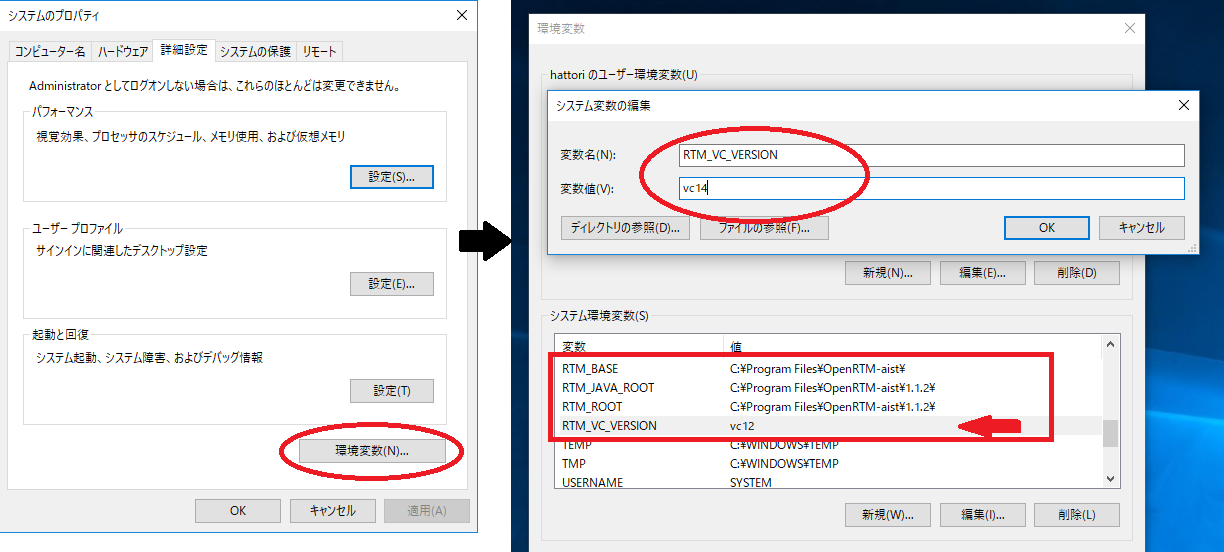 システムのプロパティ
コンピューター名 ハードウェア 詳細設定 システムの保護 リモート
Administrator としてログオンしない場合は、これらのほとんどは変更できません。
パフォーマンス
視覚効果、プロセッサのスケジュール、メモリ使用、および仮想メモリ
設定(S)...
ユーザー プロファイル
サインインに関連したデスクトップ設定
設定(E)...
起動と回復
システム起動、システム障害、およびデバッグ情報
設定(T)
環境変数(N)...
OK キャンセル 適用(A)
環境変数
hattori のユーザー環境変数(U)
システム変数の編集
変数名(N): RTM_VC_VERSION
変数値(V): vc14
ディレクトリの参照(D)... ファイルの参照(F)... OK キャンセル
新規(N)... 編集(E)... 削除(D)
システム環境変数(S)
変数 値
RTM_BASE C:¥Program Files¥OpenRTM-aist¥
RTM_JAVA_ROOT C:¥Program Files¥OpenRTM-aist¥1.1.2¥
RTM_ROOT C:¥Program Files¥OpenRTM-aist¥1.1.2¥
RTM_VC_VERSION vc12
TEMP C:¥WINDOWS¥TEMP
TMP C:¥WINDOWS¥TEMP
USERNAME SYSTEM
新規(W)... 編集(I)... 削除(L)